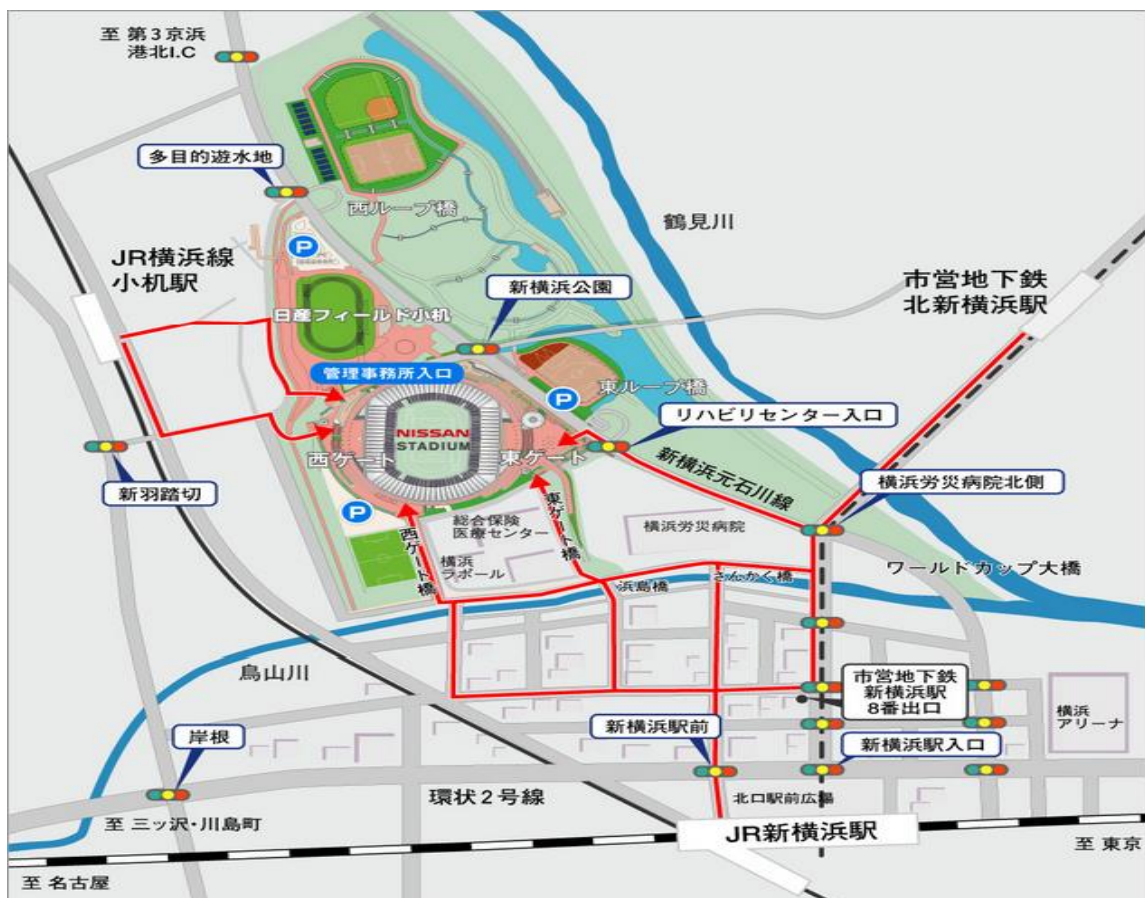 至 第3京浜
港北I.C
多目的遊水地
西ループ橋
鶴見川
JR横浜線
小机駅
P
新横浜公園
市営地下鉄
北新横浜駅
日産フィールド小机
管理事務所入口
東ループ橋
P
リハビリセンター入口
NISSAN
STADIUM
西ゲート
東ゲート
新横浜元石川線
横浜労災病院北側
新羽踏切
P
総合保険
医療センター
横浜労災病院
西ゲート橋
東ゲート橋
横浜
ラポール
浜島橋
さんかく橋
ワールドカップ大橋
鳥山川
市営地下鉄
新横浜駅
8番出口
横浜
アリーナ
岸根
新横浜駅前
新横浜駅入口
環状2号線
北口駅前広場
至 三ッ沢・川島町
JR新横浜駅
至 東京
至 名古屋